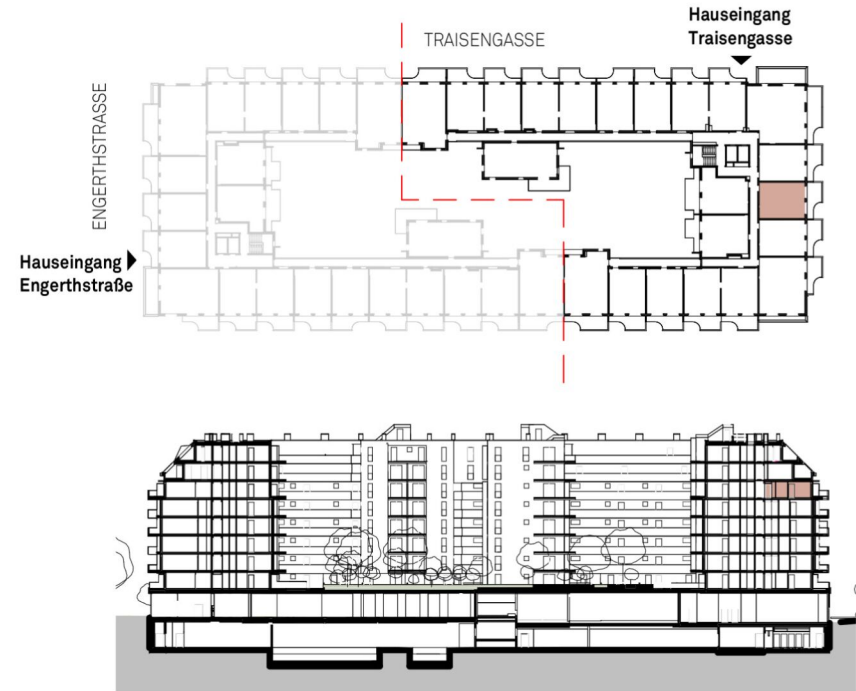 Hauseingang
Traisengasse
TRAISENGASSE
ENGERTHSTRASSE
Hauseingang
Engerthstraße